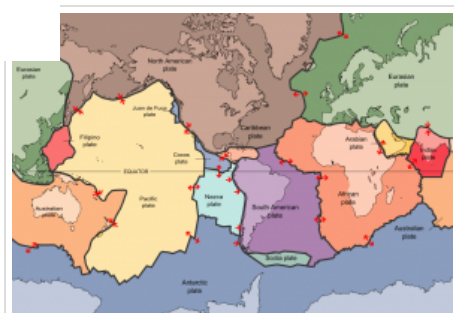 North American
plate
Eurasian
plate
Eurasian
plate
Juan de Fuca
plate
Filipino
plate
Caribbean
plate
Arabian
plate
Indian
plate
Cocos
plate
EQUATOR
Australian
plate
Pacific
plate
Nazca
plate
South American
plate
African
plate
Australian
plate
Scotia plate
Antarctic
plate